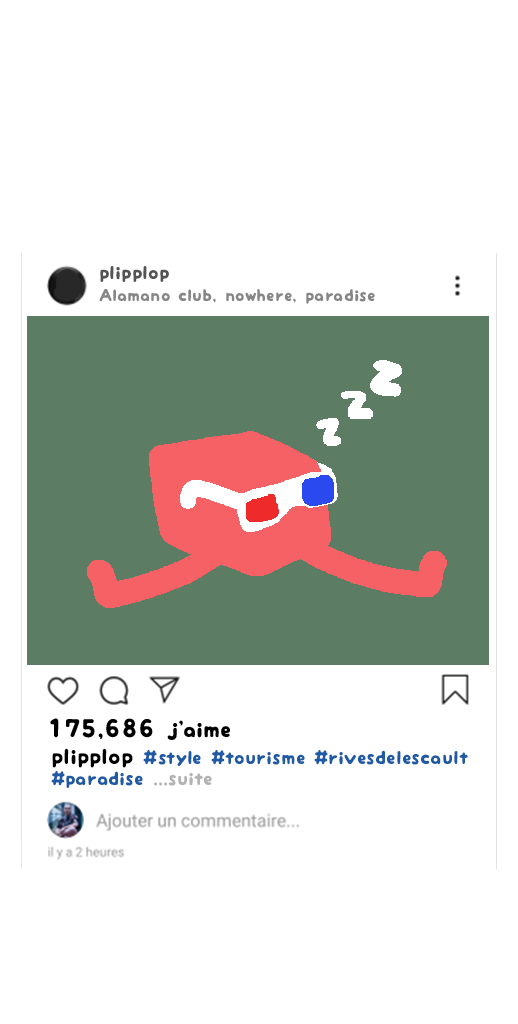 plipplop
Alamano club, nowhere, paradise
z z z
175,686 j'aime
plipplop #style #tourisme #rivesdelescault
#paradise ...suite
Ajouter un commentaire...
il y a 2 heures